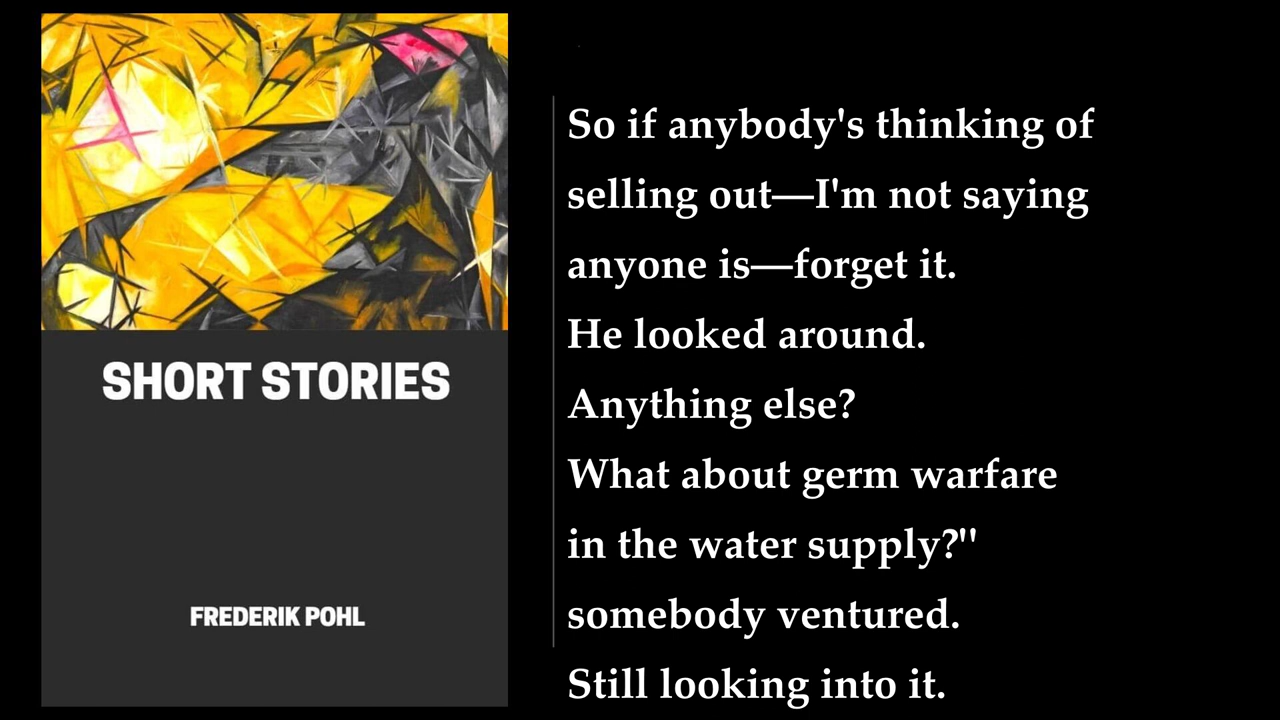 SHORT STORIES
FREDERIK POHL
So if anybody's thinking of
selling out—I'm not saying
anyone is—forget it.
He looked around.
Anything else?
What about germ warfare
in the water supply?"
somebody ventured.
Still looking into it.